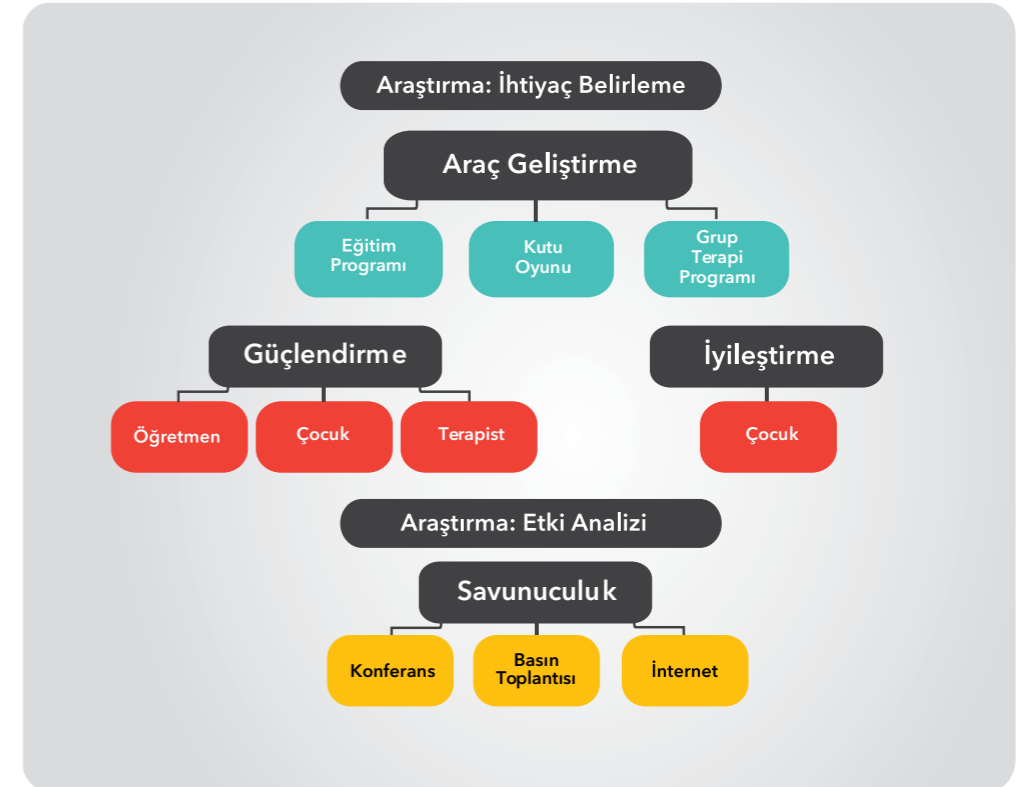 Araştırma: İhtiyaç Belirleme
Araç Geliştirme
Eğitim
Programı
Kutu
Oyunu
Grup
Terapi
Programı
Güçlendirme
İyileştirme
Öğretmen
Çocuk
Terapist
Çocuk
Araştırma: Etki Analizi
Savunuculuk
Konferans
Basın
Toplantısı
İnternet